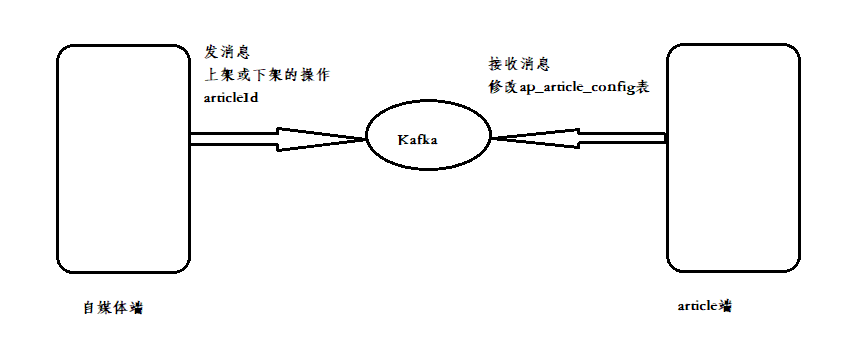 发消息
上架或下架的操作
articleId
接收消息
修改ap_article_config表
Kafka
自媒体端
article端